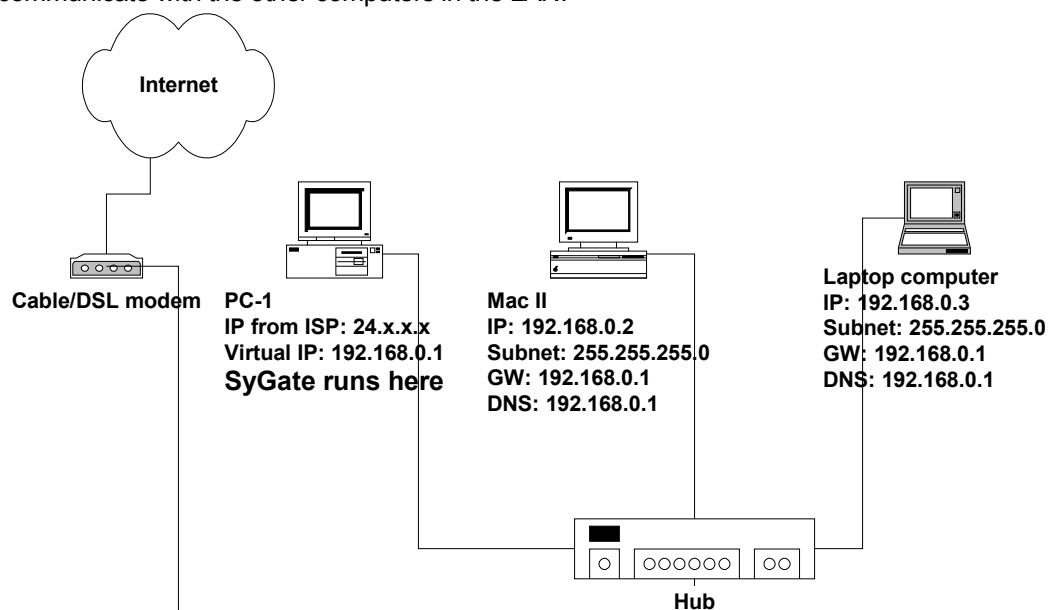 communicate with the other computers in the LAN.
Internet
Cable/DSL modem
PC-1
IP from ISP: 24.x.x.x
Virtual IP: 192.168.0.1
SyGate runs here
Mac II
IP: 192.168.0.2
Subnet: 255.255.255.0
GW: 192.168.0.1
DNS: 192.168.0.1
Laptop computer
IP: 192.168.0.3
Subnet: 255.255.255.0
GW: 192.168.0.1
DNS: 192.168.0.1
Hub